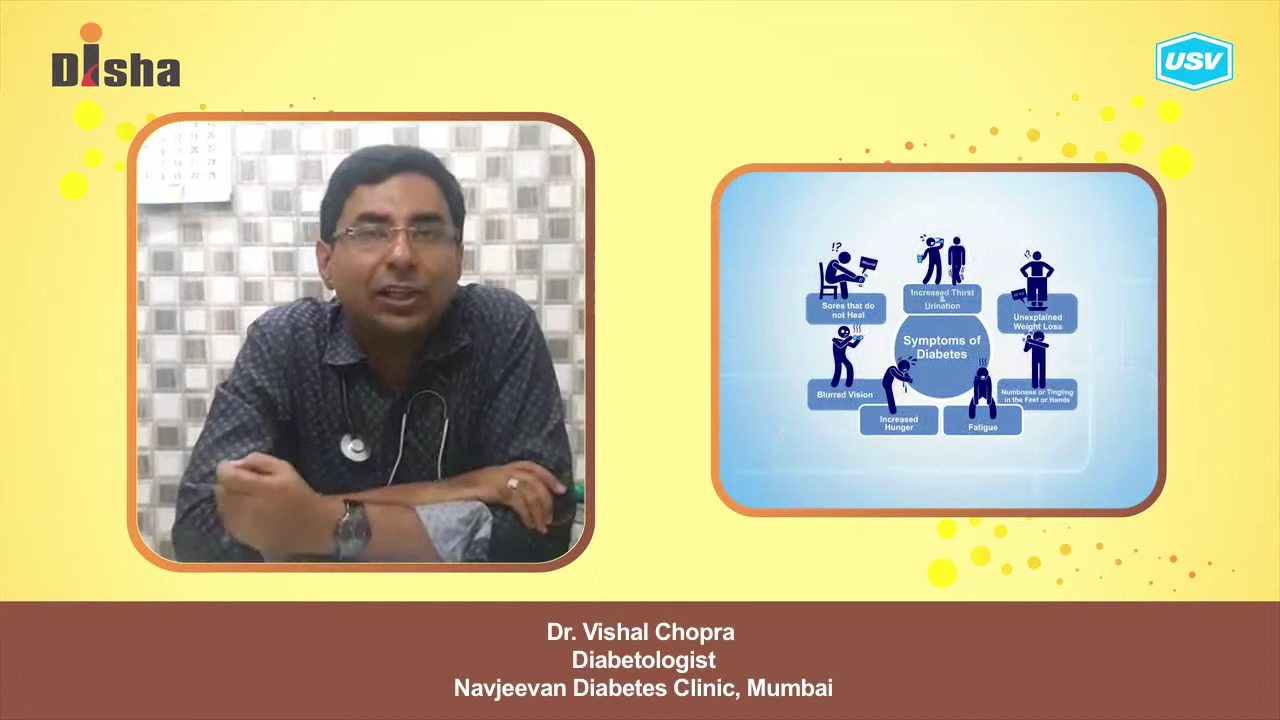 Disha
USV
!?
Sores that do
not Heal
Increased Thirst
&
Urination
Unexplained
Weight Loss
Symptoms of
Diabetes
Blurred Vision
Numbness or Tingling
in the Feet or Hands
Increased
Hunger
Fatigue
Dr. Vishal Chopra
Diabetologist
Navjeevan Diabetes Clinic, Mumbai